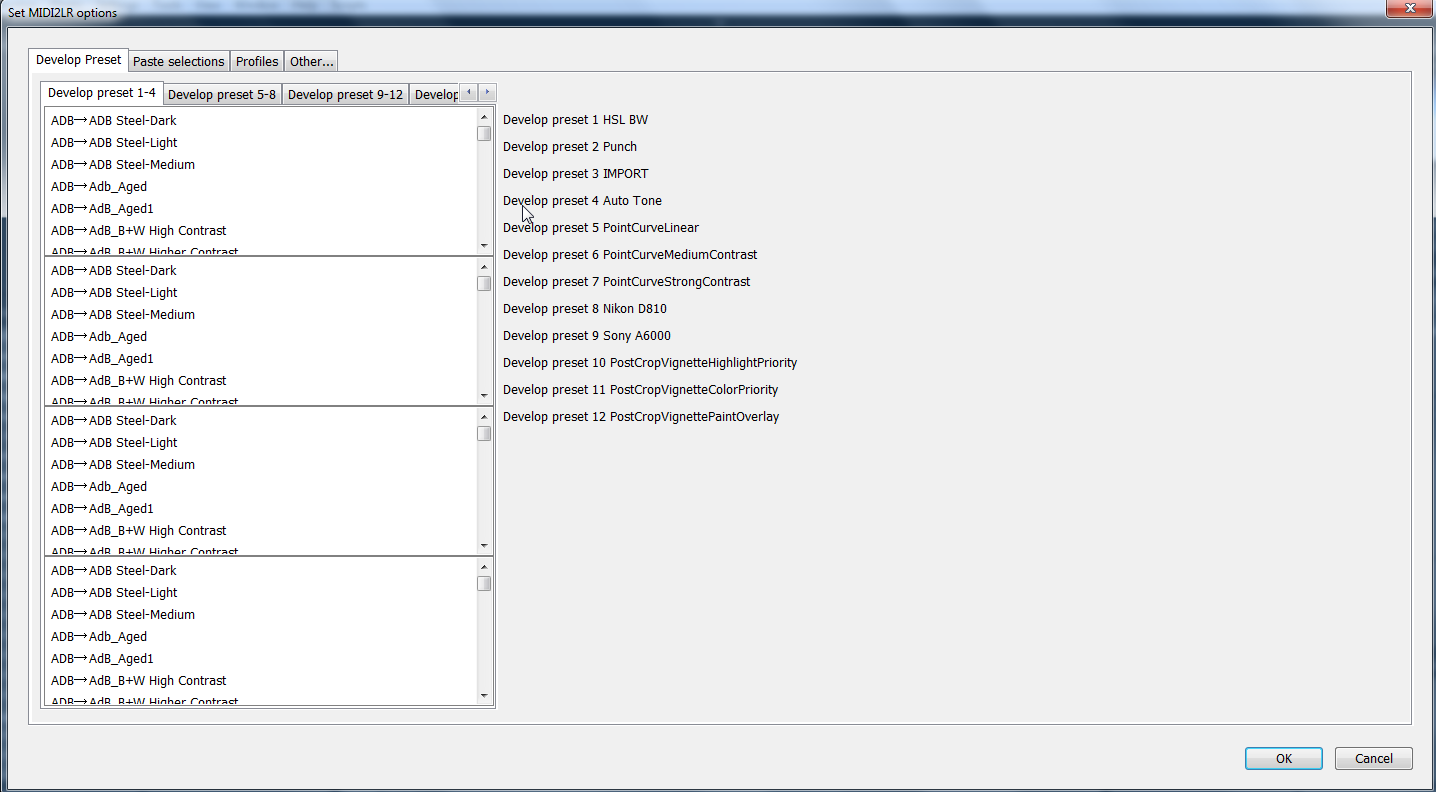 Set MIDI2LR options
Develop Preset Paste selections Profiles Other...
Develop preset 1-4 Develop preset 5-8 Develop preset 9-12 Develop
ADB→ADB Steel-Dark
ADB→ADB Steel-Light
ADB→ADB Steel-Medium
ADB→Adb_Aged
ADB→AdB_Aged1
ADB→AdB_B+W High Contrast
ADB→AdB_B+W Higher Contrast
ADB→ADB Steel-Dark
ADB→ADB Steel-Light
ADB→ADB Steel-Medium
ADB→Adb_Aged
ADB→AdB_Aged1
ADB→AdB_B+W High Contrast
ADB→AdB_B+W Higher Contrast
ADB→ADB Steel-Dark
ADB→ADB Steel-Light
ADB→ADB Steel-Medium
ADB→Adb_Aged
ADB→AdB_Aged1
ADB→AdB_B+W High Contrast
ADB→AdB_B+W Higher Contrast
ADB→ADB Steel-Dark
ADB→ADB Steel-Light
ADB→ADB Steel-Medium
ADB→Adb_Aged
ADB→AdB_Aged1
ADB→AdB_B+W High Contrast
ADB→AdB_B+W Higher Contrast
Develop preset 1 HSL BW
Develop preset 2 Punch
Develop preset 3 IMPORT
Develop preset 4 Auto Tone
Develop preset 5 PointCurveLinear
Develop preset 6 PointCurveMediumContrast
Develop preset 7 PointCurveStrongContrast
Develop preset 8 Nikon D810
Develop preset 9 Sony A6000
Develop preset 10 PostCropVignetteHighlightPriority
Develop preset 11 PostCropVignetteColorPriority
Develop preset 12 PostCropVignettePaintOverlay
OK Cancel